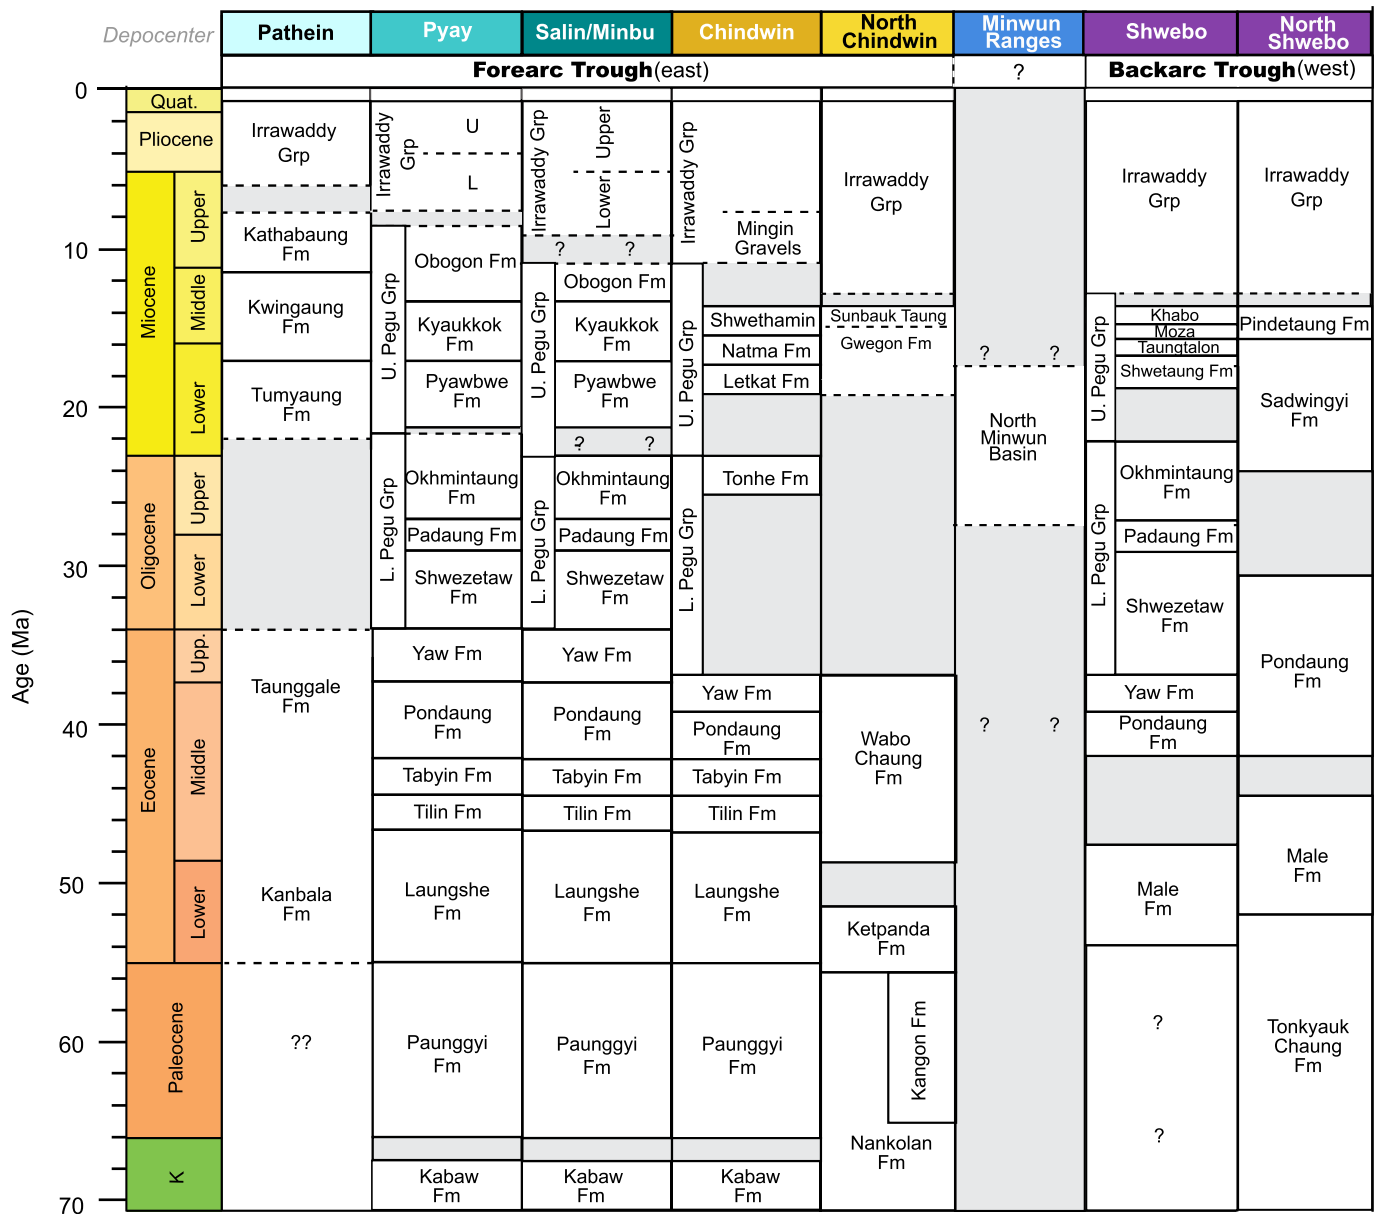 Depocenter
Pathein
Pyay
Salin/Minbu
Chindwin
North
Chindwin
Minwun
Ranges
Shwebo
North
Shwebo
Forearc Trough(east)
?
Backarc Trough(west)
Age (Ma)
0
10
20
30
40
50
60
70
Quat.
Pliocene
Miocene
Upper
Middle
Lower
Oligocene
Upper
Lower
Eocene
Upp.
Middle
Lower
Paleocene
K
Irrawaddy
Grp
Kathabaung
Fm
Kwingaung
Fm
Tumyaung
Fm
Taunggale
Fm
Kanbala
Fm
??
Irrawaddy
Grp
U
L
U. Pegu Grp
Obogon Fm
Kyaukkok
Fm
Pyawbwe
Fm
L. Pegu Grp
Okhmintaung
Fm
Padaung Fm
Shwezetaw
Fm
Yaw Fm
Pondaung
Fm
Tabyin Fm
Tilin Fm
Laungshe
Fm
Paunggyi
Fm
Kabaw
Fm
Irrawaddy Grp
Upper
Lower
? ?
U. Pegu Grp
Obogon Fm
Kyaukkok
Fm
Pyawbwe
Fm
? ?
L. Pegu Grp
Okhmintaung
Fm
Padaung Fm
Shwezetaw
Fm
Yaw Fm
Pondaung
Fm
Tabyin Fm
Tilin Fm
Laungshe
Fm
Paunggyi
Fm
Kabaw
Fm
Irrawaddy Grp
Mingin
Gravels
U. Pegu Grp
Shwethamin
Natma Fm
Letkat Fm
L. Pegu Grp
Tonhe Fm
Yaw Fm
Pondaung
Fm
Tabyin Fm
Tilin Fm
Laungshe
Fm
Paunggyi
Fm
Kabaw
Fm
Irrawaddy
Grp
Sunbauk Taung
Gwegon Fm
Wabo
Chaung
Fm
Ketpanda
Fm
Kangon Fm
Nankolan
Fm
? ?
North
Minwun
Basin
? ?
Irrawaddy
Grp
U. Pegu Grp
Khabo
Moza
Taungtalon
Shwetaung Fm
L. Pegu Grp
Okhmintaung
Fm
Padaung Fm
Shwezetaw
Fm
Yaw Fm
Pondaung
Fm
Male
Fm
?
?
Irrawaddy
Grp
Pindetaung Fm
Sadwingyi
Fm
Pondaung
Fm
Male
Fm
Tonkyauk
Chaung
Fm